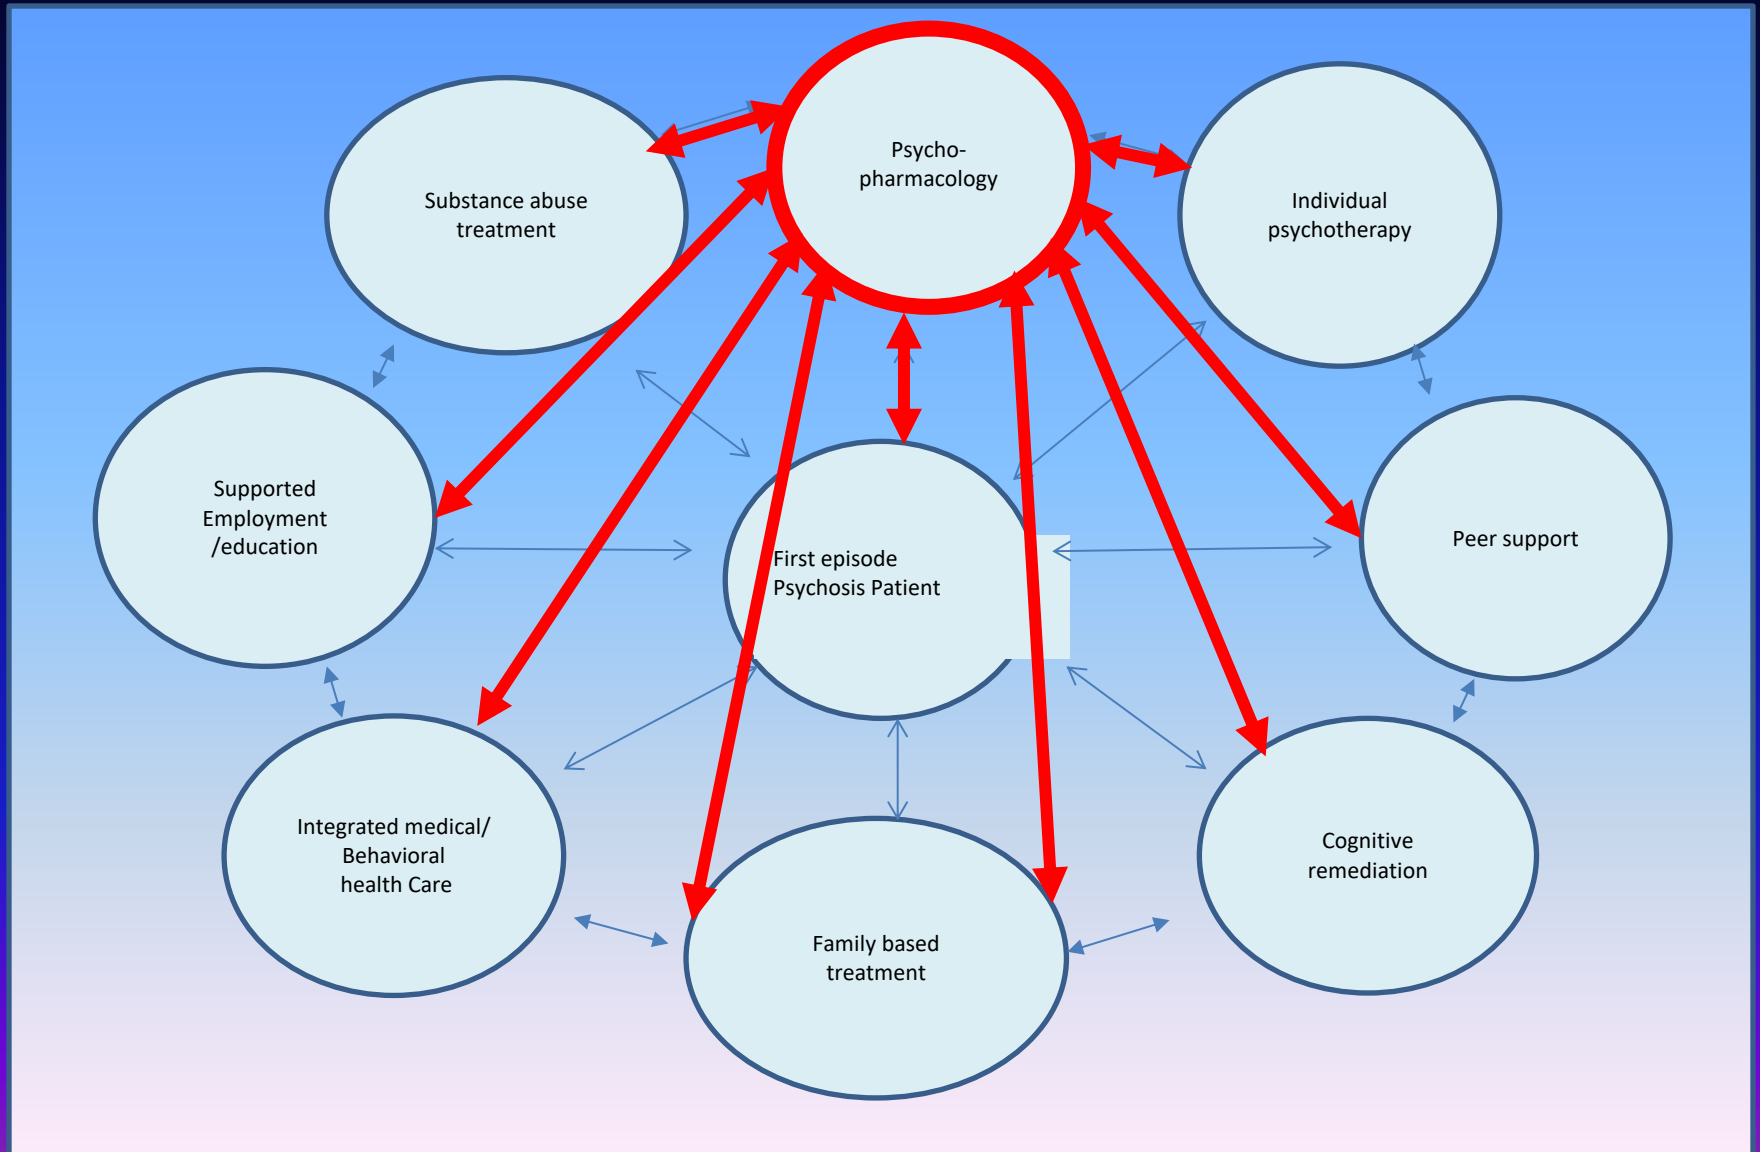 Psycho-
pharmacology
Substance abuse
treatment
Individual
psychotherapy
Supported
Employment
/education
First episode
Psychosis Patient
Peer support
Integrated medical/
Behavioral
health Care
Cognitive
remediation
Family based
treatment